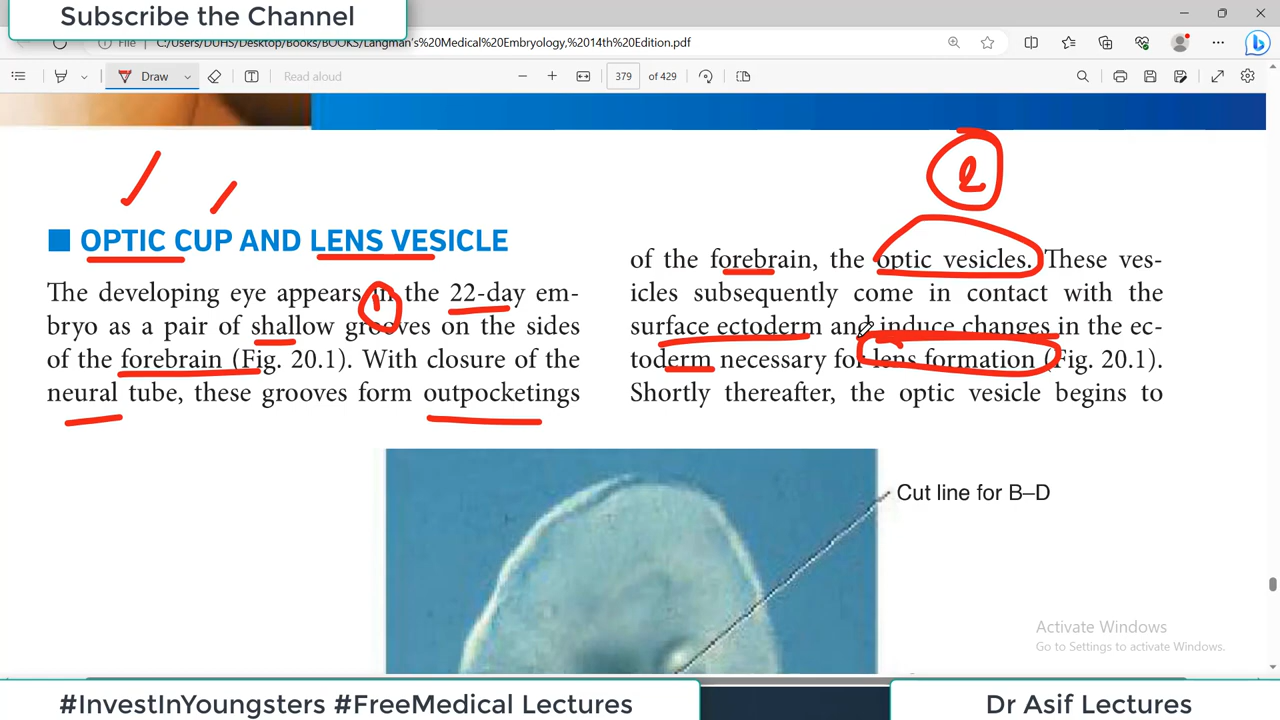 Subscribe the Channel
File
C:/Users/DUHS/Desktop/Books/BOOKS/Langman's%20Medical%20Embryology,%2014th%20Edition.pdf
Draw
Read aloud
379 of 429
2
OPTIC CUP AND LENS VESICLE
The developing eye appears in the 22-day em-
bryo as a pair of shallow grooves on the sides
of the forebrain (Fig. 20.1). With closure of the
neural tube, these grooves form outpocketings
1
of the forebrain, the optic vesicles. These ves-
icles subsequently come in contact with the
surface ectoderm and induce changes in the ec-
toderm necessary for lens formation (Fig. 20.1).
Shortly thereafter, the optic vesicle begins to
Cut line for B–D
Activate Windows
Go to Settings to activate Windows.
#InvestInYoungsters #FreeMedical Lectures
Dr Asif Lectures